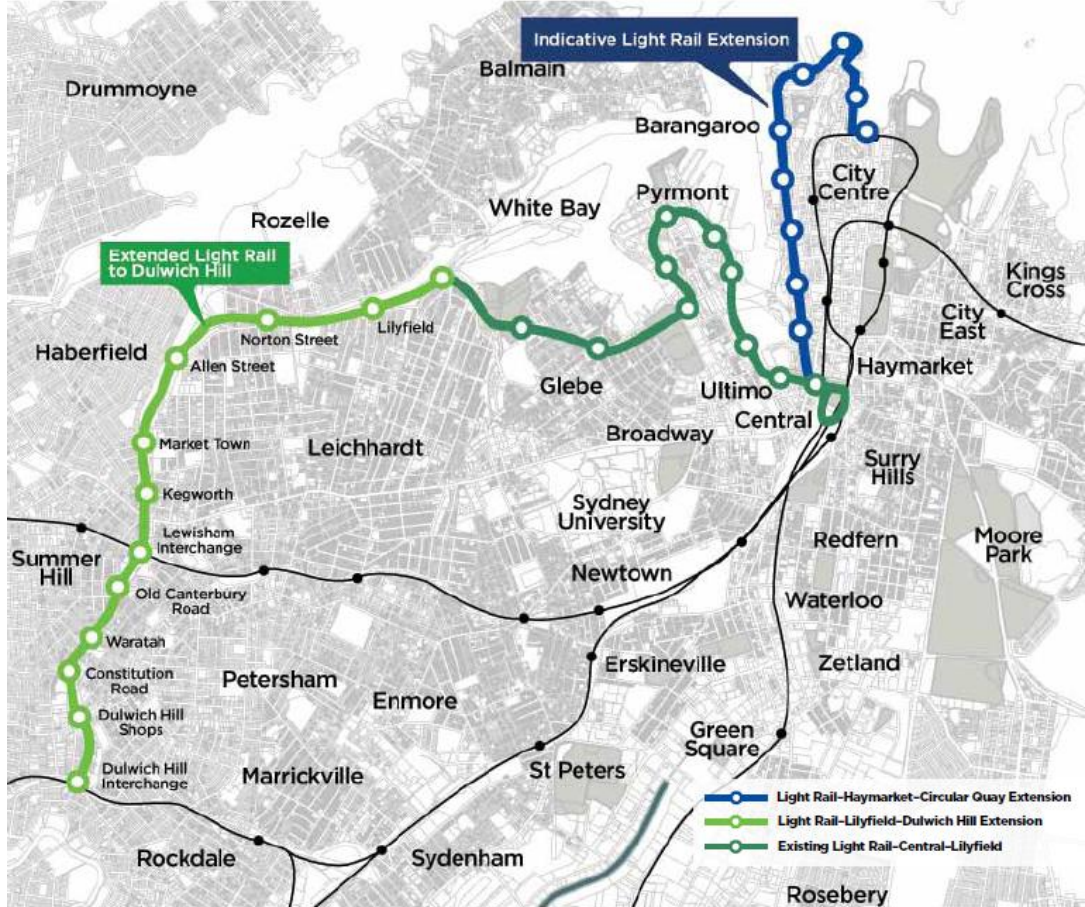 Indicative Light Rail Extension
Drummoyne
Balmain
Barangaroo
City
Centre
Pyrmont
White Bay
Rozelle
Extended Light Rail
to Dulwich Hill
Kings
Cross
City
East
Lilyfield
Norton Street
Haberfield
Allen Street
Haymarket
Glebe
Ultimo
Central
Broadway
Market Town
Leichhardt
Surry
Hills
Kegworth
Sydney
University
Lewisham
Interchange
Redfern
Moore
Park
Summer
Hill
Newtown
Old Canterbury
Road
Waterloo
Waratah
Erskineville
Zetland
Constitution
Road
Petersham
Enmore
Dulwich Hill
Shops
Green
Square
Dulwich Hill
Interchange
Marrickville
St Peters
Light Rail-Haymarket-Circular Quay Extension
Light Rail-Lilyfield-Dulwich Hill Extension
Existing Light Rail-Central-Lilyfield
Rockdale
Sydenham
Rosebery